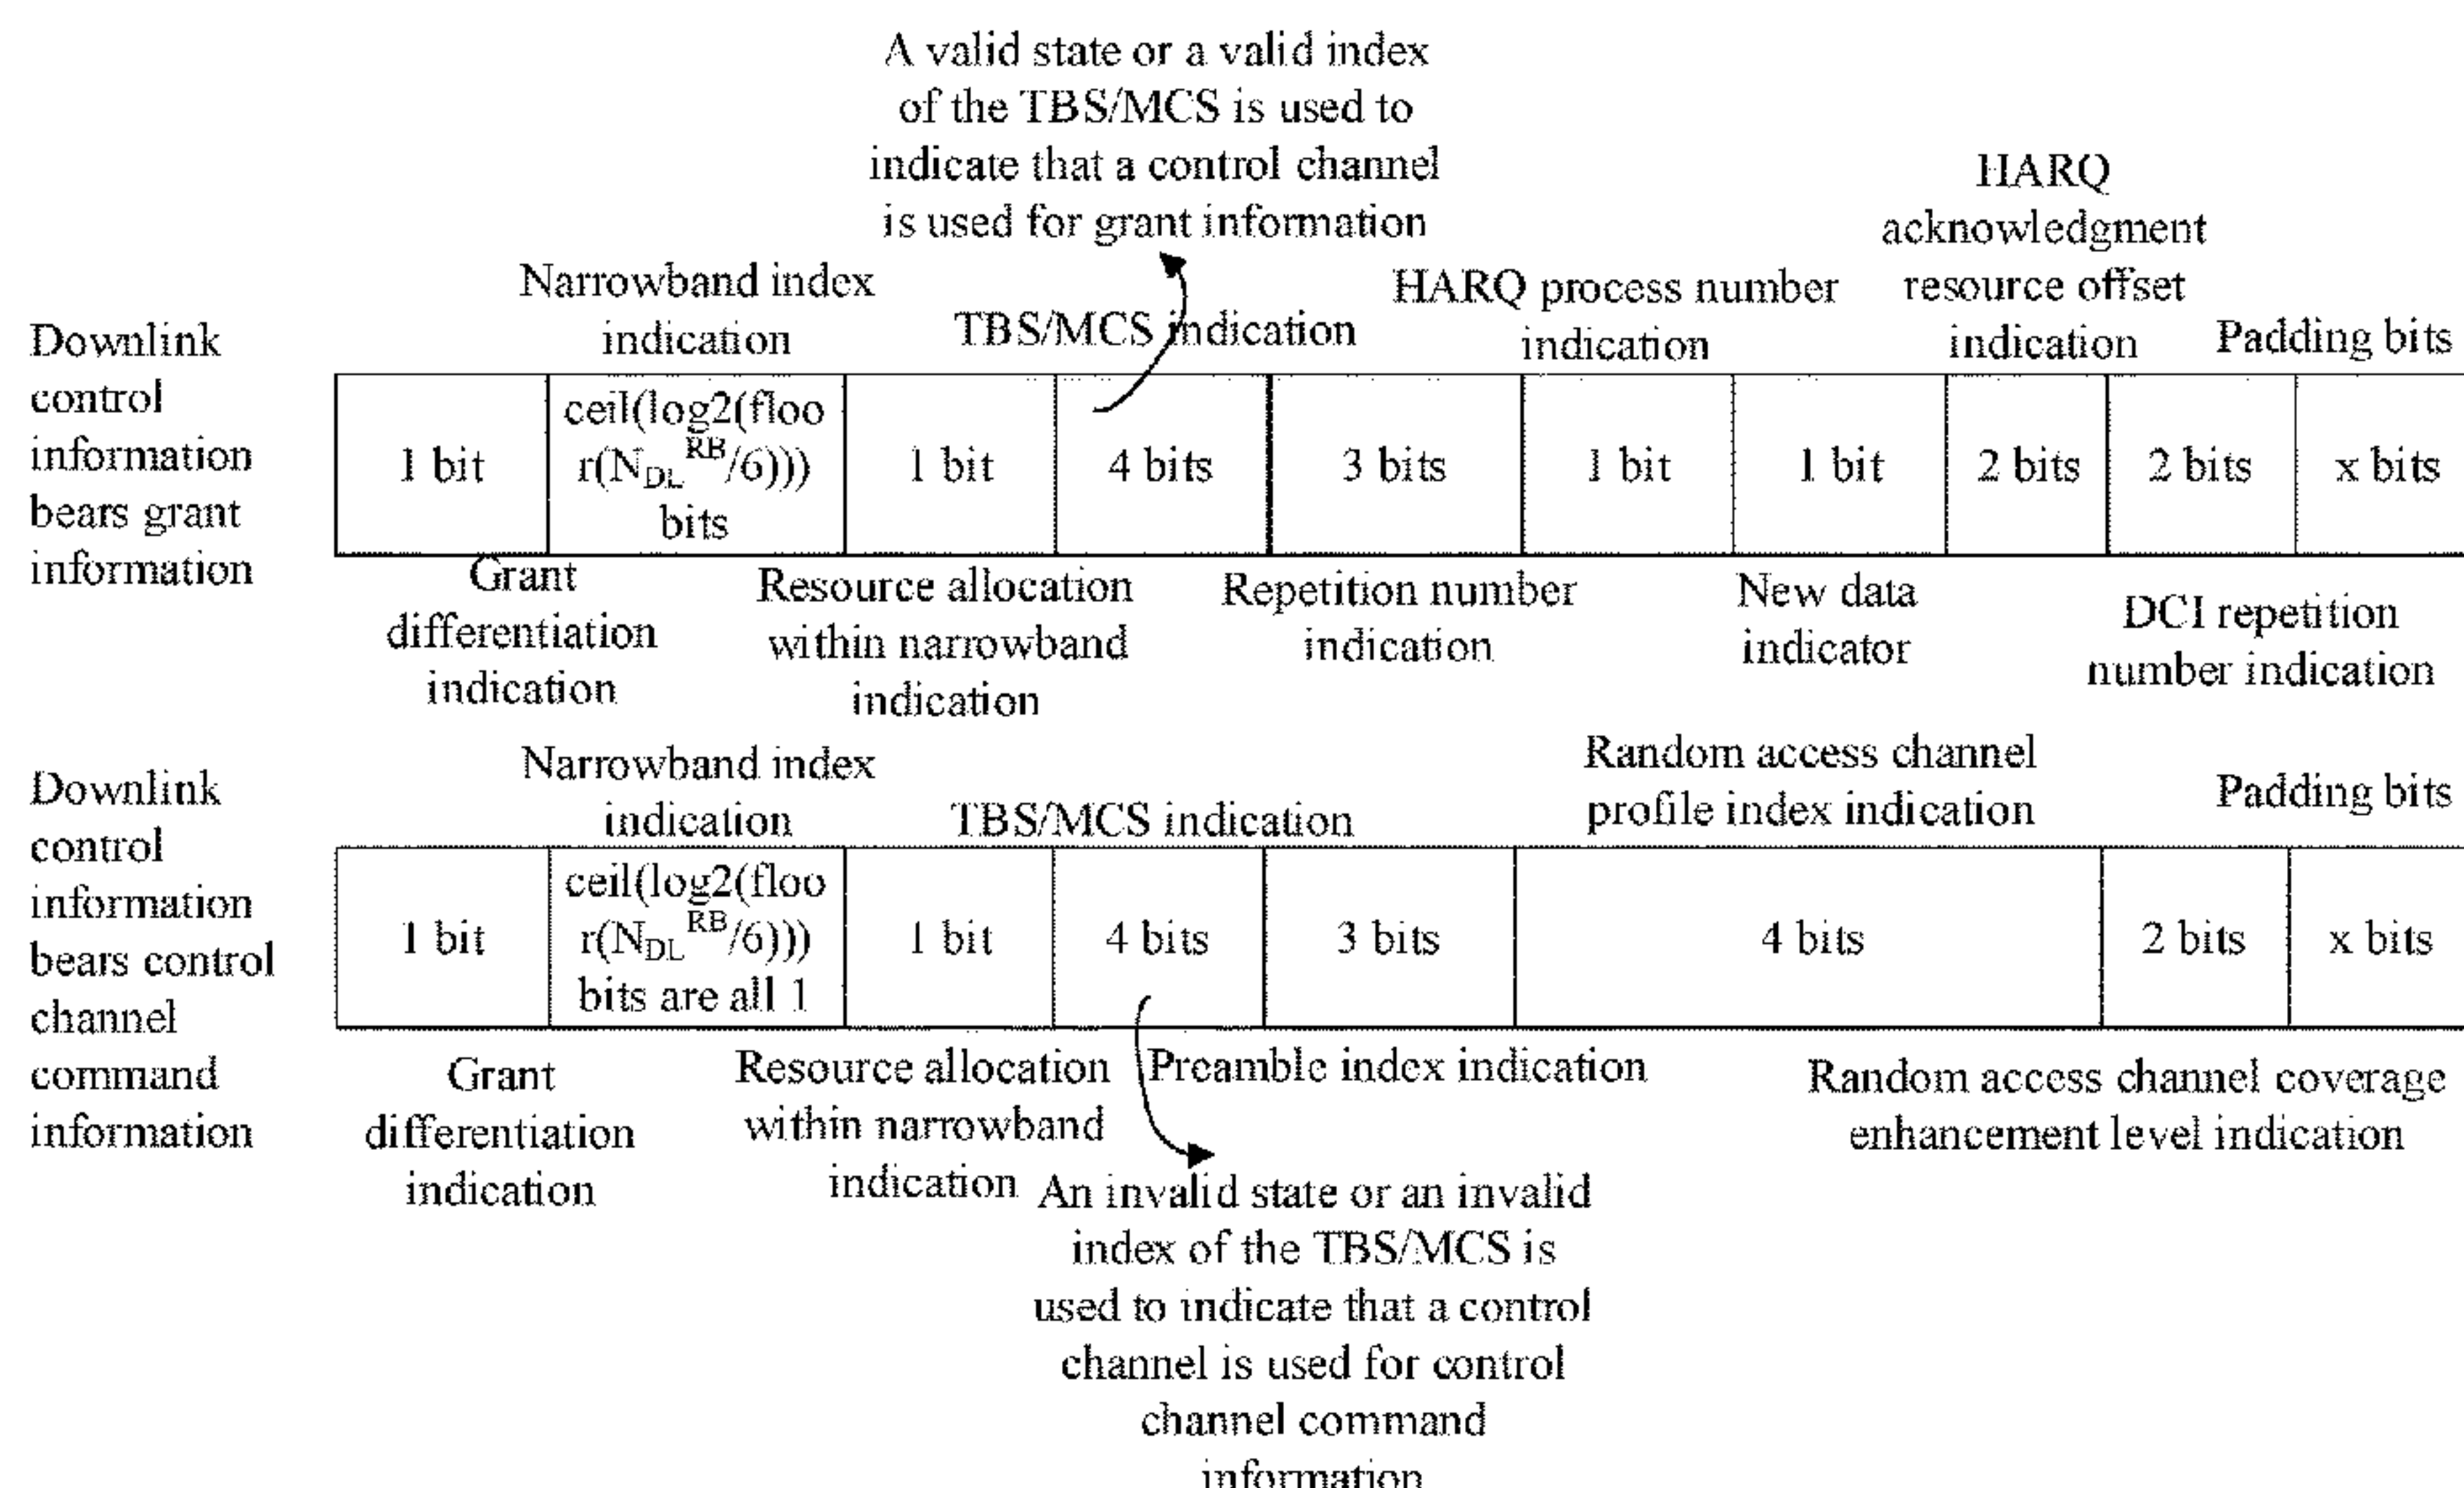 A valid state or a valid index
of the TBS/MCS is used to
indicate that a control channel
is used for grant information
Downlink
control
information
bears grant
information
Narrowband index
indication
TBS/MCS indication
HARQ process number
indication
HARQ
acknowledgment
resource offset
indication
Padding bits
1 bit
ceil(log2(floo
r(N_DL^RB/6)))
bits
1 bit
4 bits
3 bits
1 bit
1 bit
2 bits
2 bits
x bits
Grant
differentiation
indication
Resource allocation
within narrowband
indication
Repetition number
indication
New data
indicator
DCI repetition
number indication
Downlink
control
information
bears control
channel
command
information
Narrowband index
indication
TBS/MCS indication
Random access channel
profile index indication
Padding bits
1 bit
ceil(log2(floo
r(N_DL^RB/6)))
bits are all 1
1 bit
4 bits
3 bits
4 bits
2 bits
x bits
Grant
differentiation
indication
Resource allocation
within narrowband
indication
Preamble index indication
Random access channel coverage
enhancement level indication
An invalid state or an invalid
index of the TBS/MCS is
used to indicate that a control
channel is used for control
channel command
information